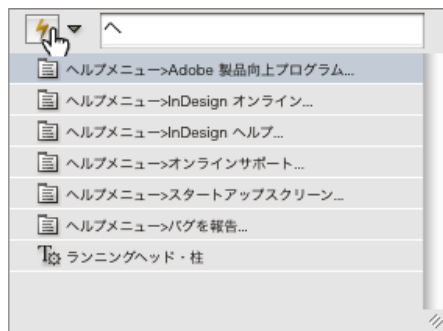 ヘ
ヘルプメニュー>Adobe 製品向上プログラム...
ヘルプメニュー>InDesign オンライン...
ヘルプメニュー>InDesign ヘルプ...
ヘルプメニュー>オンラインサポート...
ヘルプメニュー>スタートアップスクリーン...
ヘルプメニュー>バグを報告...
ランニングヘッド・柱